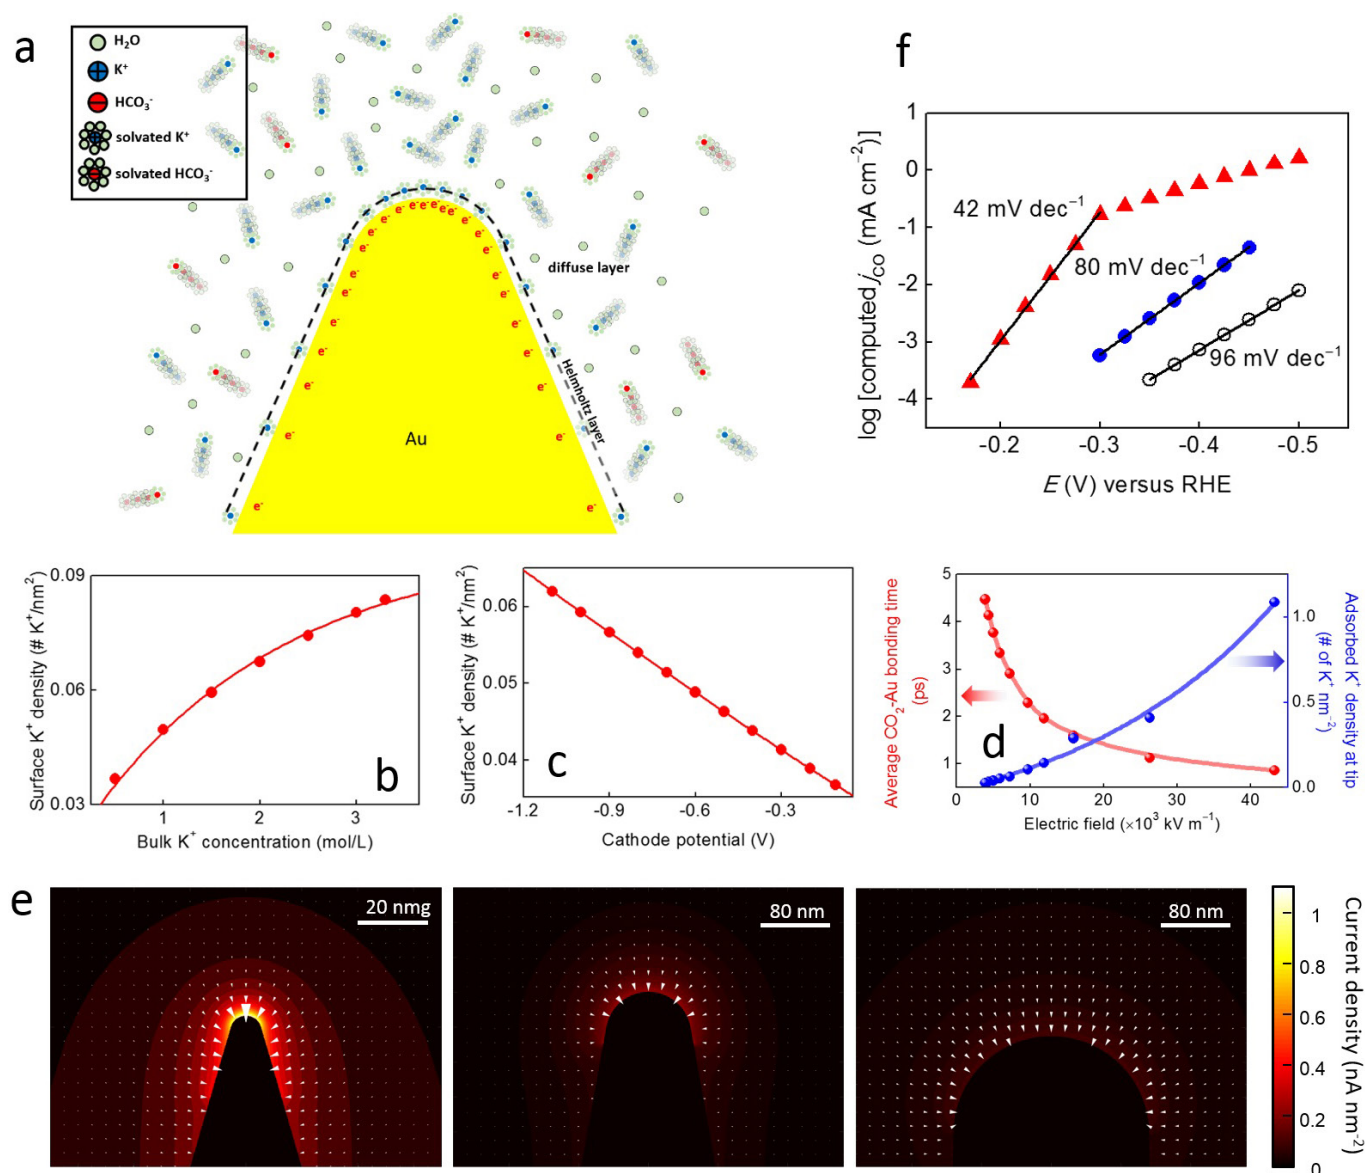 a
H₂O
K⁺
HCO₃⁻
solvated K⁺
solvated HCO₃⁻
e⁻ e⁻ e⁻ e⁻ e⁻ e⁻ e⁻ e⁻
diffuse layer
Helmholtz layer
Au
f
log [computed j_CO (mA cm⁻²)]
1
0
-1
-2
-3
-4
42 mV dec⁻¹
80 mV dec⁻¹
96 mV dec⁻¹
-0.2 -0.3 -0.4 -0.5
E (V) versus RHE
Surface K⁺ density (# K⁺/nm²)
0.09
0.06
0.03
b
1 2 3
Bulk K⁺ concentration (mol/L)
Surface K⁺ density (# K⁺/nm²)
0.06
0.05
0.04
c
-1.2 -0.9 -0.6 -0.3
Cathode potential (V)
Average CO₂-Au bonding time
(ps)
5
4
3
2
1
d
1.0
0.5
0.0
Adsorbed K⁺ density at tip
(# of K⁺ nm⁻²)
0 10 20 30 40
Electric field (×10³ kV m⁻¹)
e
20 nmg
80 nm
80 nm
1
0.8
0.6
0.4
0.2
0
Current density (nA nm⁻²)